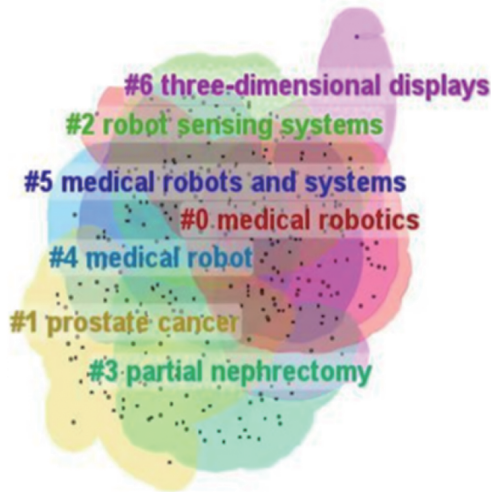 #6 three-dimensional displays
#2 robot sensing systems
#5 medical robots and systems
#0 medical robotics
#4 medical robot
#1 prostate cancer
#3 partial nephrectomy